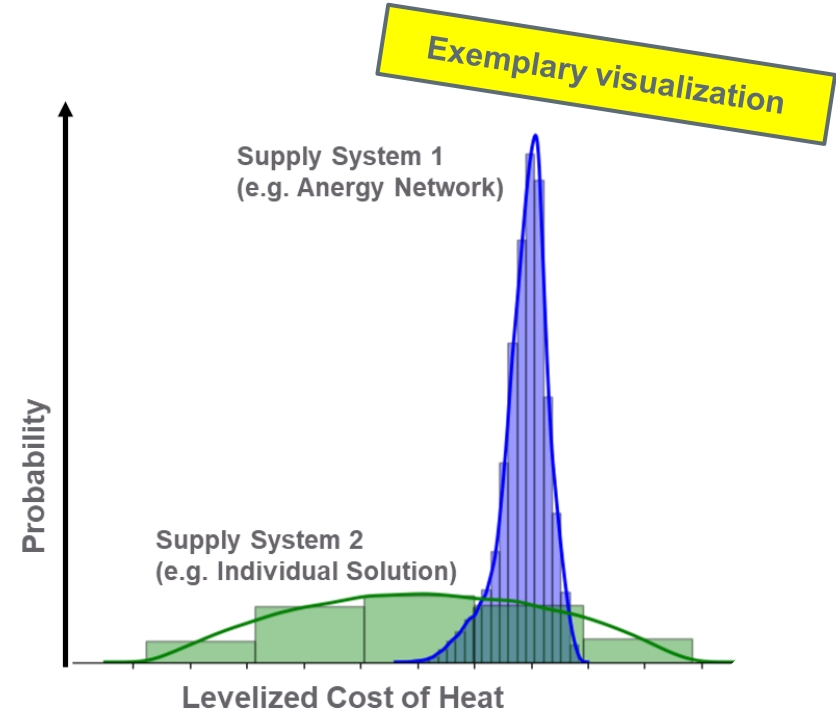 Exemplary visualization
Supply System 1
(e.g. Anergy Network)
Probability
Supply System 2
(e.g. Individual Solution)
Levelized Cost of Heat